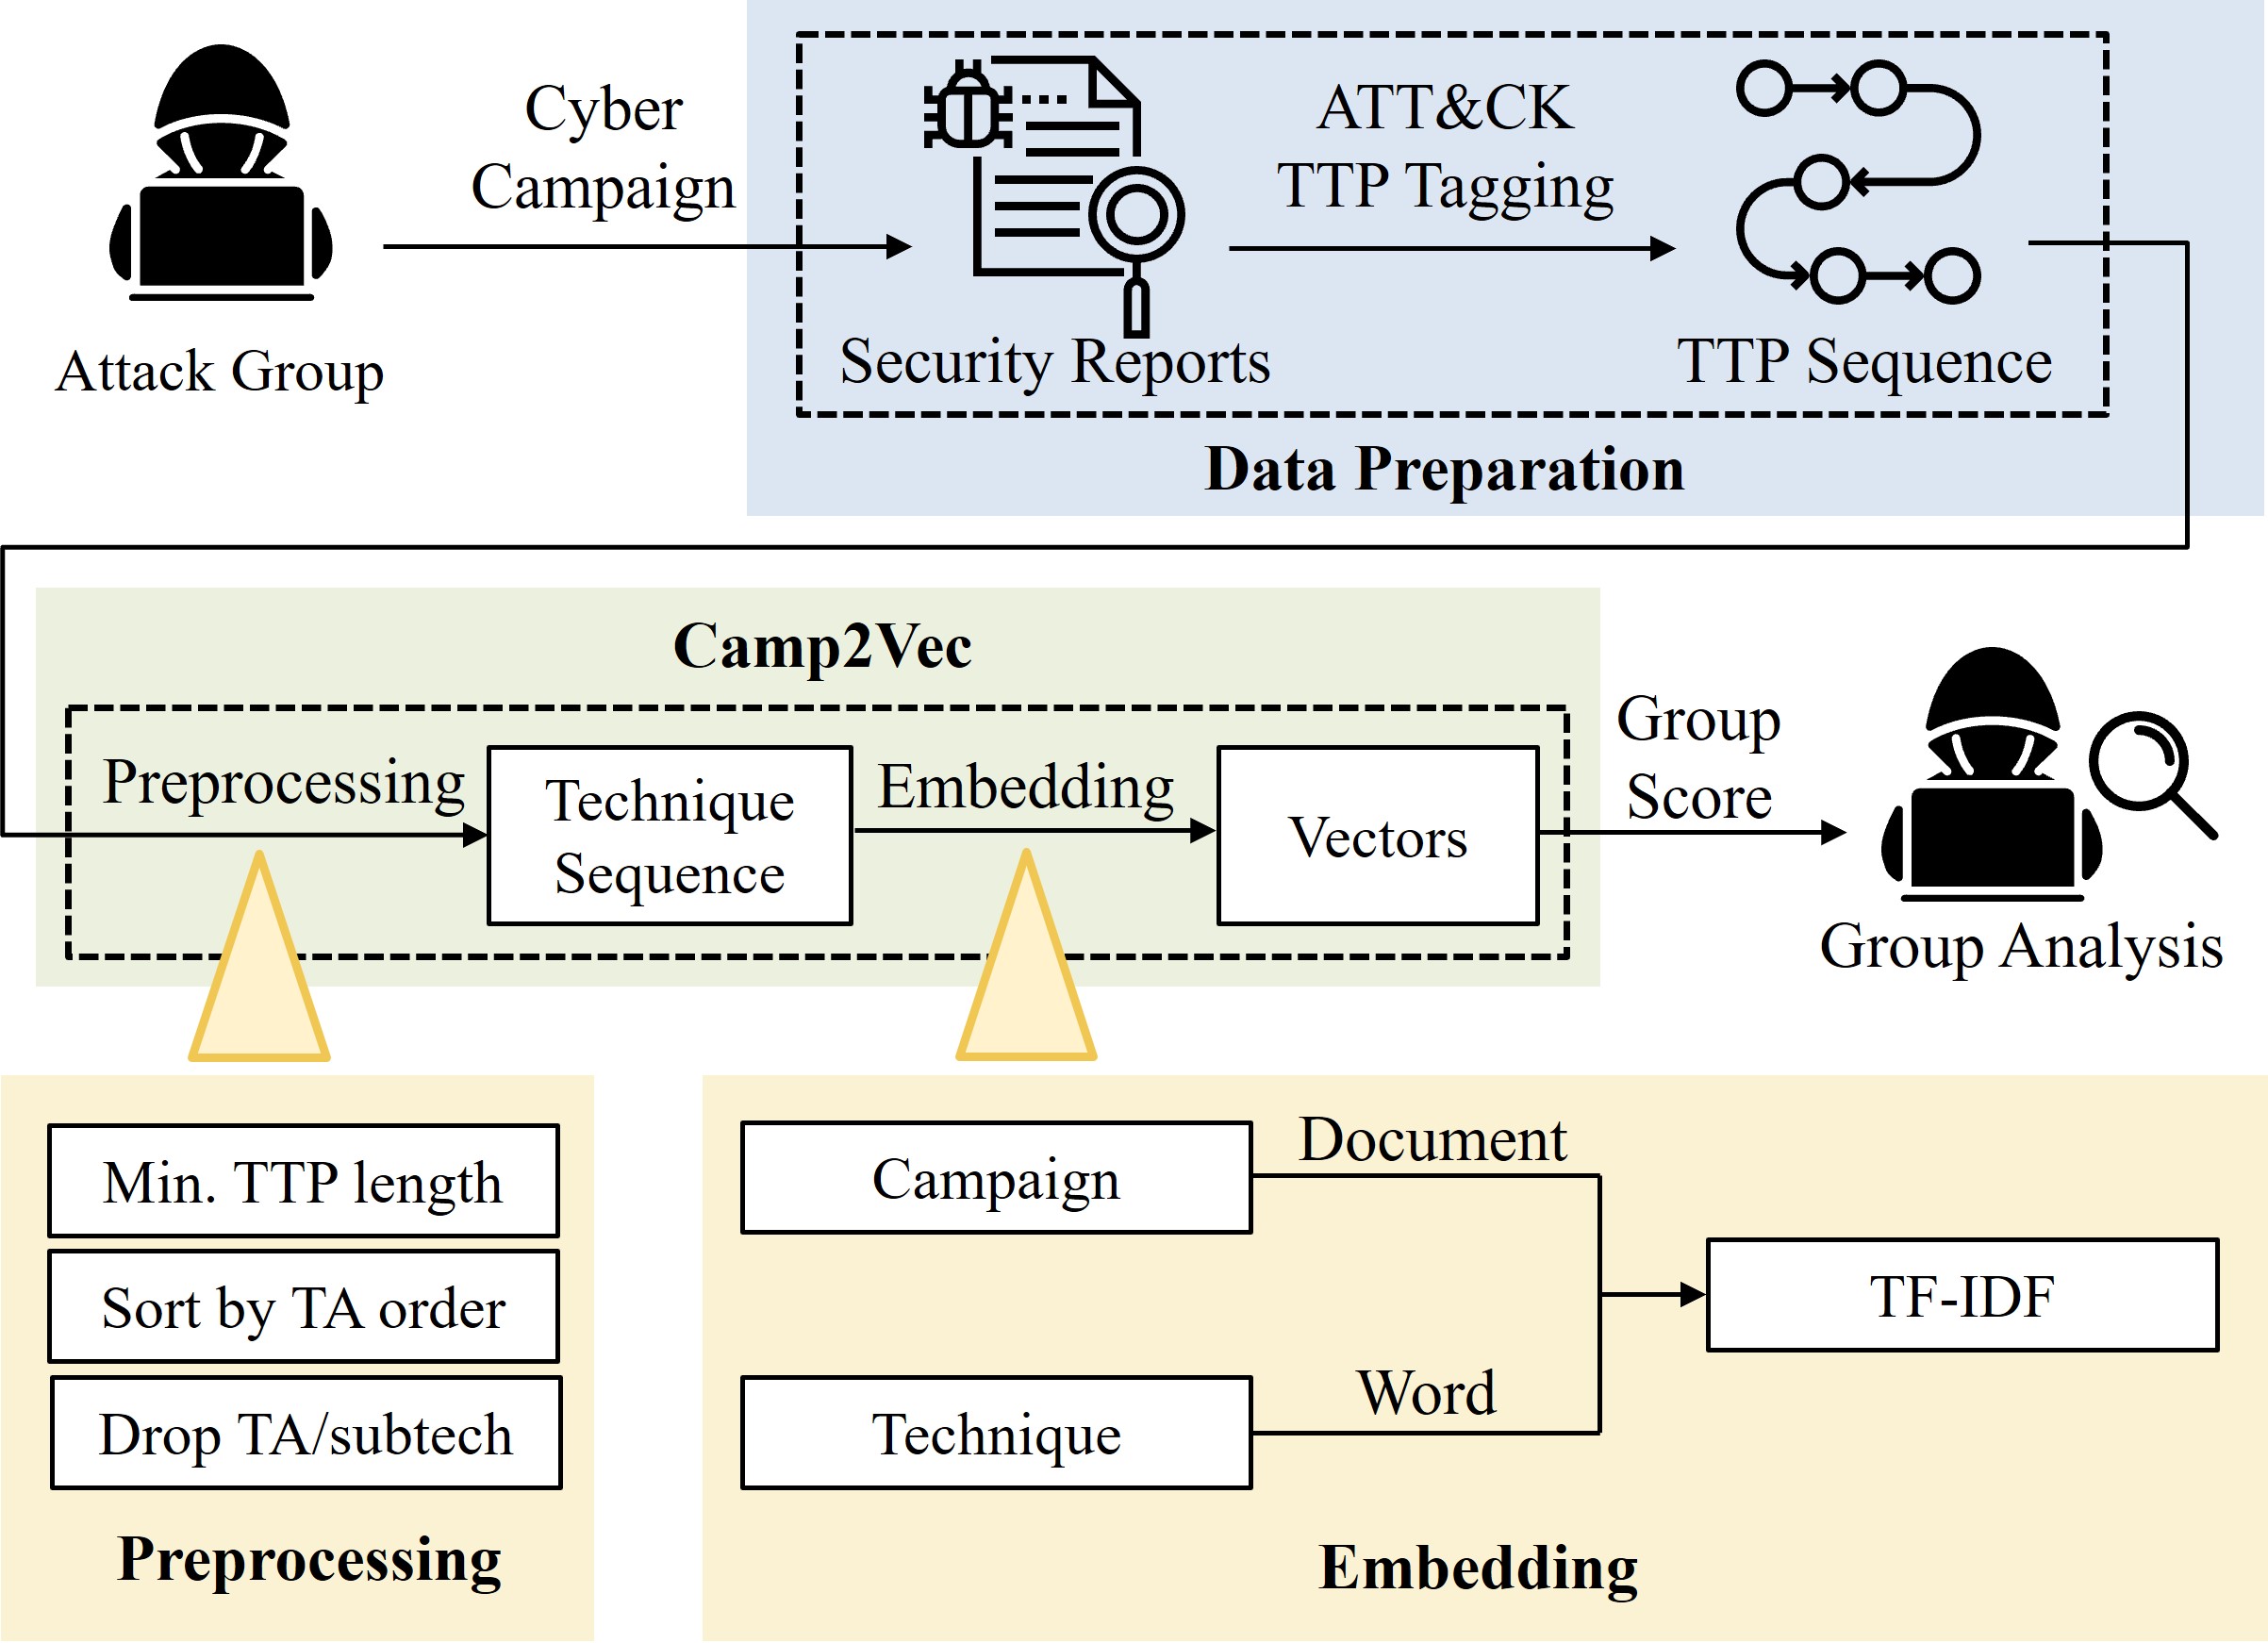 Cyber
Campaign
ATT&CK
TTP Tagging
Attack Group
Security Reports
TTP Sequence
Data Preparation
Camp2Vec
Preprocessing
Technique
Sequence
Embedding
Vectors
Group
Score
Group Analysis
Min. TTP length
Sort by TA order
Drop TA/subtech
Preprocessing
Campaign
Document
Technique
Word
TF-IDF
Embedding